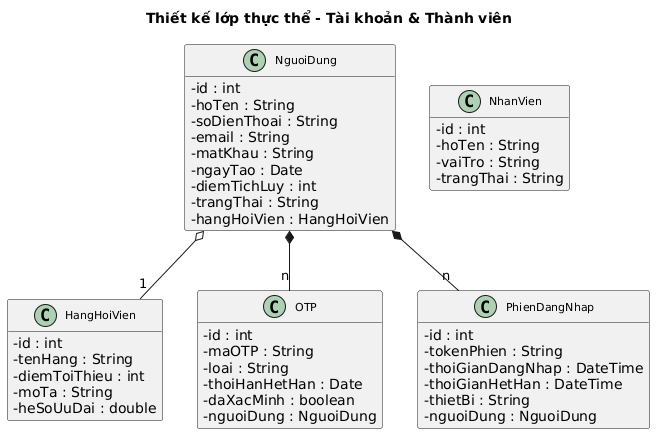 Thiết kế lớp thực thể - Tài khoản & Thành viên
C NguoiDung
-id : int
-hoTen : String
-soDienThoai : String
-email : String
-matKhau : String
-ngayTao : Date
-diemTichLuy : int
-trangThai : String
-hangHoiVien : HangHoiVien
C NhanVien
-id : int
-hoTen : String
-vaiTro : String
-trangThai : String
1
n
n
C HangHoiVien
-id : int
-tenHang : String
-diemToiThieu : int
-moTa : String
-heSoUuDai : double
C OTP
-id : int
-maOTP : String
-loai : String
-thoiHanHetHan : Date
-daXacMinh : boolean
-nguoiDung : NguoiDung
C PhienDangNhap
-id : int
-tokenPhien : String
-thoiGianDangNhap : DateTime
-thoiGianHetHan : DateTime
-thietBi : String
-nguoiDung : NguoiDung